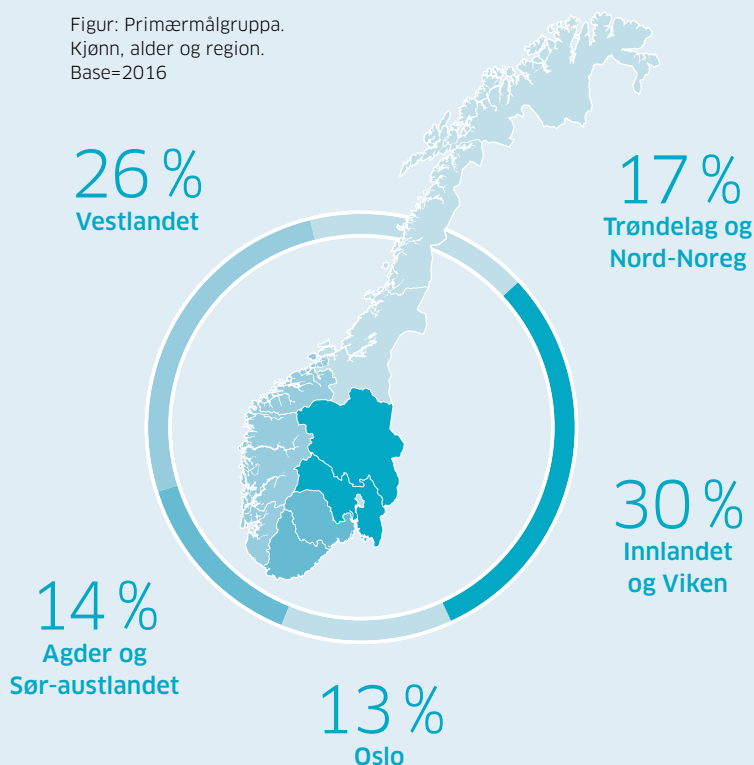 Figur: Primærmålgruppa.
Kjønn, alder og region.
Base=2016
26 %
Vestlandet
17 %
Trøndelag og
Nord-Noreg
30 %
Innlandet
og Viken
14 %
Agder og
Sør-austlandet
13 %
Oslo